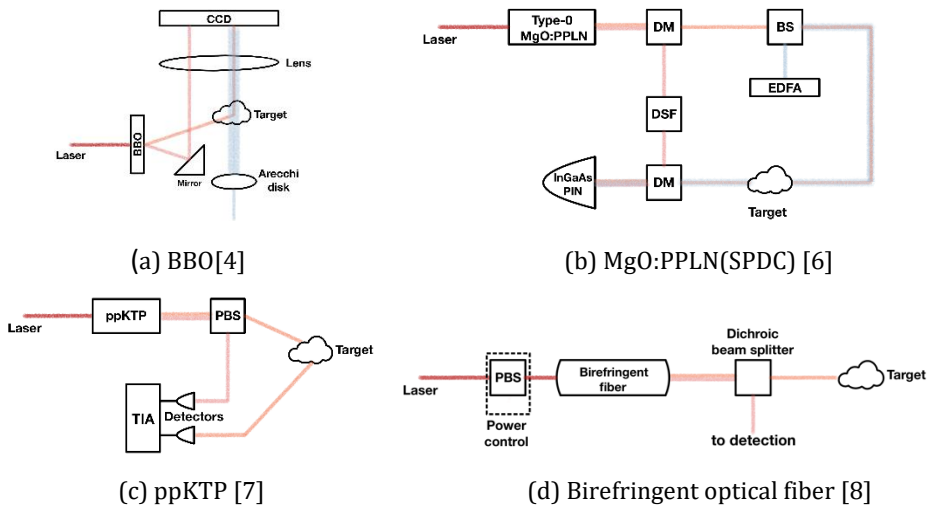 CCD
Lens
Target
BBO
Laser
Mirror
Arecchi
disk
(a) BBO[4]
Laser
Type-0
MgO:PPLN
DM
BS
EDFA
DSF
InGaAs
PIN
DM
Target
(b) MgO:PPLN(SPDC) [6]
Laser
ppKTP
PBS
Target
TIA
Detectors
(c) ppKTP [7]
Laser
PBS
Power
control
Birefringent
fiber
Dichroic
beam splitter
Target
to detection
(d) Birefringent optical fiber [8]